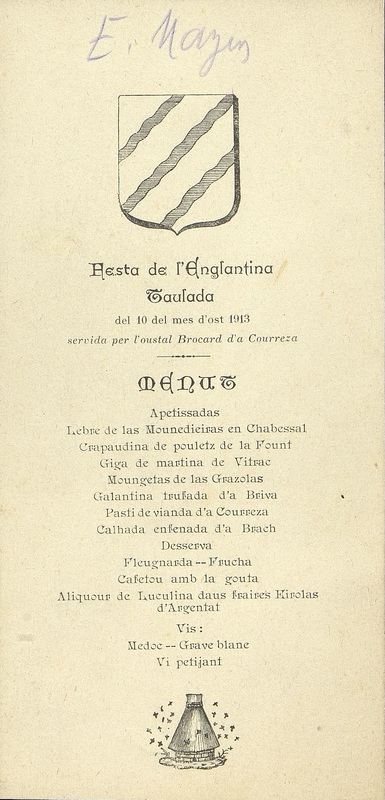 E. Nazen
Festa de l'Englantina
Taulada
del 10 del mes d'ost 1913
servida per l'oustal Brocard d'a Courreza
MENUT
Apetissadas
Lebre de las Mounedieiras en Chabessal
Crapaudina de pouletz de la Fount
Giga de martina de Vitrac
Moungetas de las Grazolas
Galantina trufada d'a Briva
Pasti de vianda d'a Courreza
Calhada enfenada d'a Brach
Desserva
Fleugnarda -- Frucha
Cafetou amb la gouta
Aliquour de Luculina daus fraires Kirolas
d'Argentat
Vis :
Medoc -- Grave blanc
Vi petijant